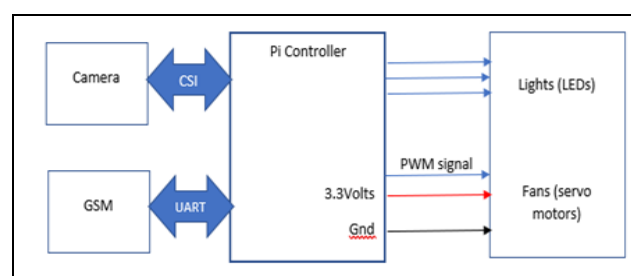 Pi Controller
Camera
CSI
Lights (LEDs)
PWM signal
3.3Volts
Fans (servo
motors)
GSM
UART
Gnd